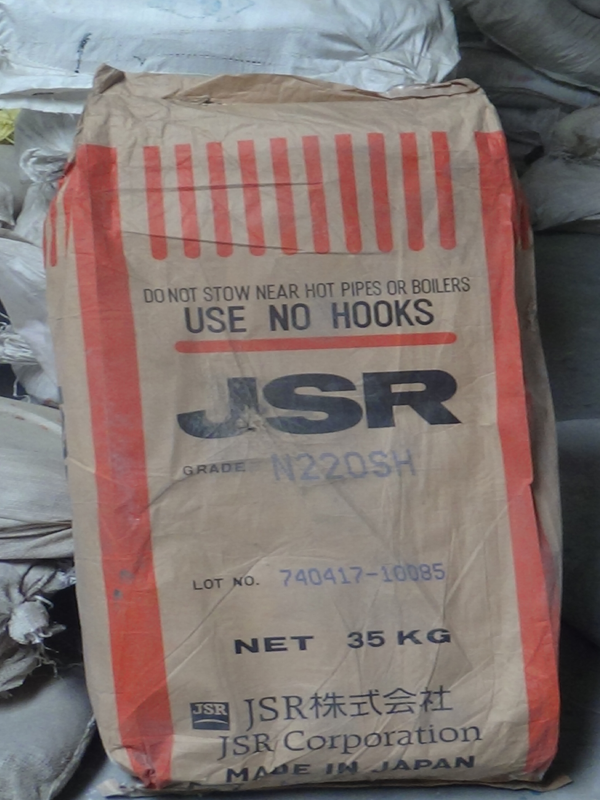 DO NOT STOW NEAR HOT PIPES OR BOILERS
USE NO HOOKS
JSR
GRADE N220SH
LOT NO. 740417-10085
NET 35 KG
JSR JSR株式会社
JSR Corporation
MADE IN JAPAN